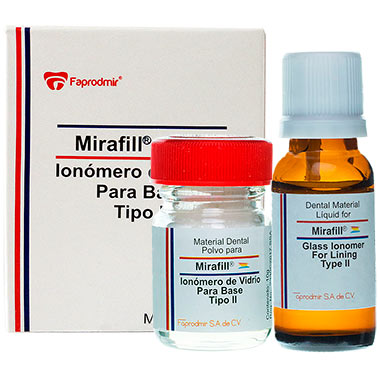 Faprodmir®
Mirafill®
Ionómero de
Para Base
Tipo
M
Material Dental
Polvo para
Mirafill®
Ionómero de Vidrio
Para Base
Tipo II
Faprodmir S.A. de C.V.
Dental Material
Liquid for
Mirafill®
Glass Ionomer
For Lining
Type II
Faprodmir S.A. de C.V.